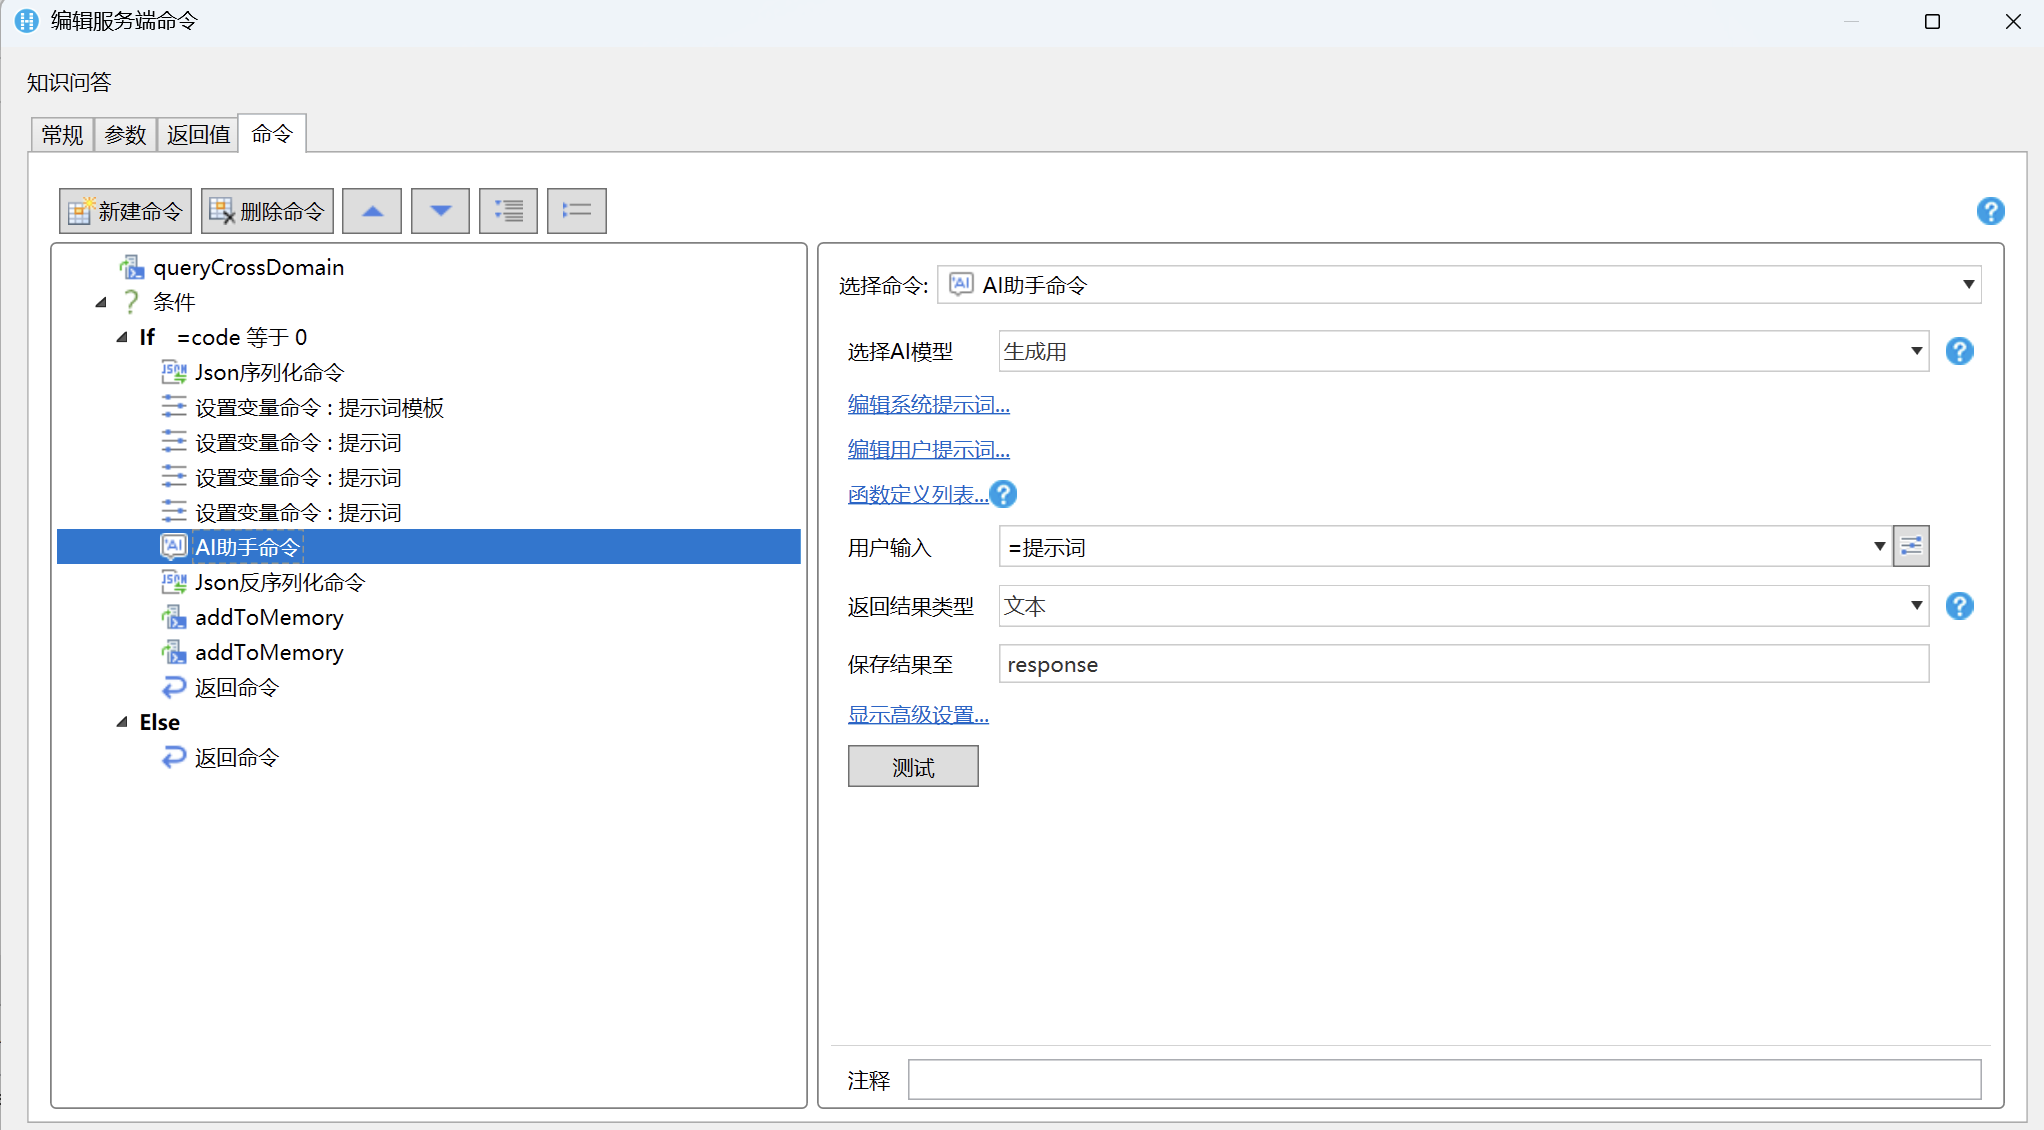 编辑服务端命令
知识问答
常规 参数 返回值 命令
新建命令 删除命令
queryCrossDomain
条件
If =code 等于 0
Json序列化命令
设置变量命令 : 提示词模板
设置变量命令 : 提示词
设置变量命令 : 提示词
设置变量命令 : 提示词
AI助手命令
Json反序列化命令
addToMemory
addToMemory
返回命令
Else
返回命令
选择命令: AI助手命令
选择AI模型 生成用
编辑系统提示词...
编辑用户提示词...
函数定义列表...
用户输入 =提示词
返回结果类型 文本
保存结果至 response
显示高级设置...
测试
注释